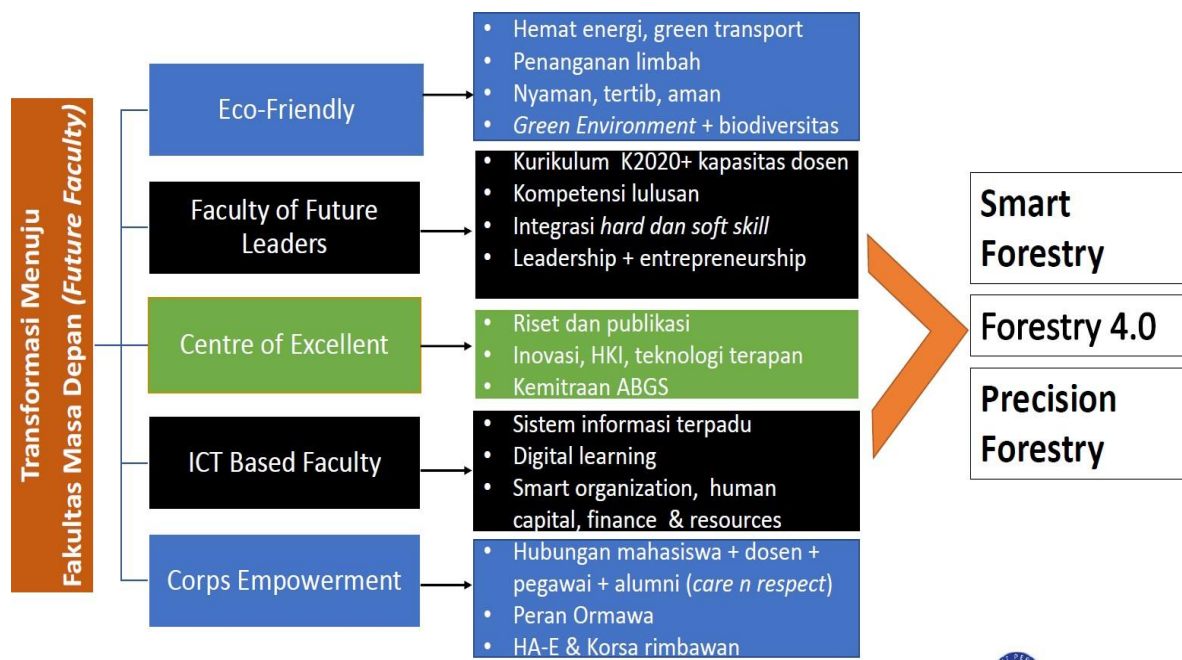 Transformasi Menuju
Fakultas Masa Depan (Future Faculty)
Eco-Friendly
• Hemat energi, green transport
• Penanganan limbah
• Nyaman, tertib, aman
• Green Environment + biodiversitas
Faculty of Future
Leaders
• Kurikulum K2020+ kapasitas dosen
• Kompetensi lulusan
• Integrasi hard dan soft skill
• Leadership + entrepreneurship
Centre of Excellent
• Riset dan publikasi
• Inovasi, HKI, teknologi terapan
• Kemitraan ABGS
ICT Based Faculty
• Sistem informasi terpadu
• Digital learning
• Smart organization, human
capital, finance & resources
Corps Empowerment
• Hubungan mahasiswa + dosen +
pegawai + alumni (care n respect)
• Peran Ormawa
• HA-E & Korsa rimbawan
Smart
Forestry
Forestry 4.0
Precision
Forestry